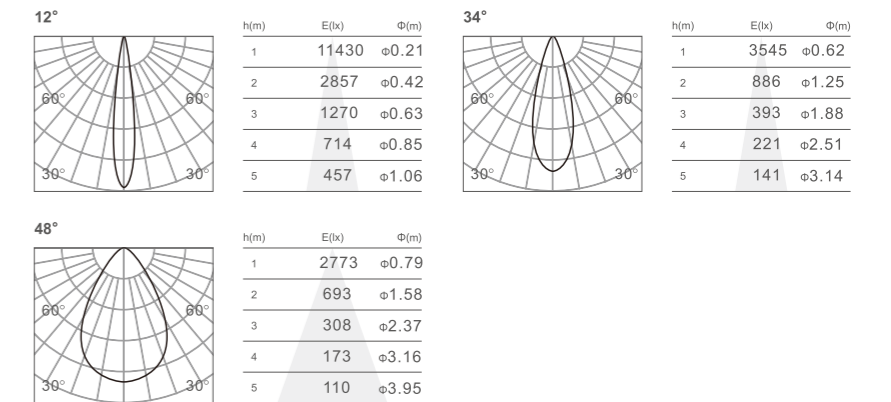 12°
h(m) E(lx) Φ(m)
1 11430 Φ0.21
2 2857 Φ0.42
3 1270 Φ0.63
4 714 Φ0.85
5 457 Φ1.06
60° 60°
30° 30°
34°
h(m) E(lx) Φ(m)
1 3545 Φ0.62
2 886 Φ1.25
3 393 Φ1.88
4 221 Φ2.51
5 141 Φ3.14
60° 60°
30° 30°
48°
h(m) E(lx) Φ(m)
1 2773 Φ0.79
2 693 Φ1.58
3 308 Φ2.37
4 173 Φ3.16
5 110 Φ3.95
60° 60°
30° 30°